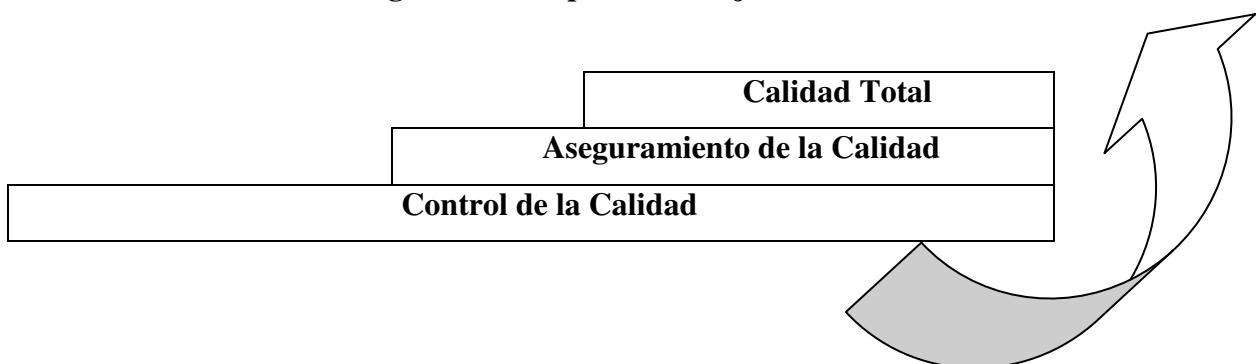 Calidad Total
Aseguramiento de la Calidad
Control de la Calidad